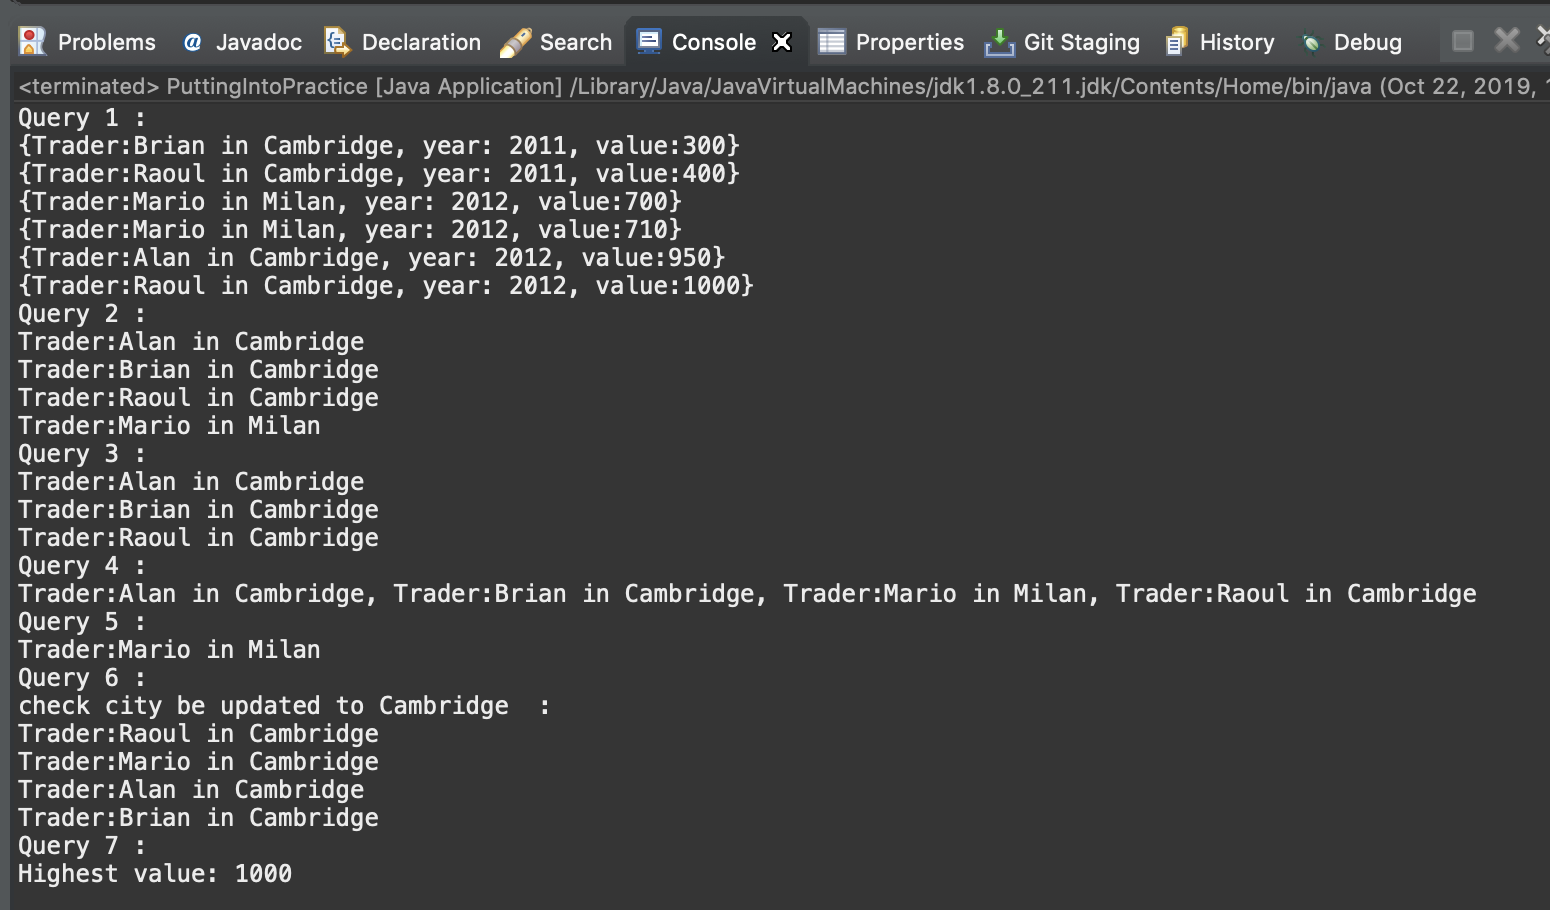 Problems Javadoc Declaration Search Console Properties Git Staging History Debug
<terminated> PuttingIntoPractice [Java Application] /Library/Java/JavaVirtualMachines/jdk1.8.0_211.jdk/Contents/Home/bin/java (Oct 22, 2019,
Query 1 :
{Trader:Brian in Cambridge, year: 2011, value:300}
{Trader:Raoul in Cambridge, year: 2011, value:400}
{Trader:Mario in Milan, year: 2012, value:700}
{Trader:Mario in Milan, year: 2012, value:710}
{Trader:Alan in Cambridge, year: 2012, value:950}
{Trader:Raoul in Cambridge, year: 2012, value:1000}
Query 2 :
Trader:Alan in Cambridge
Trader:Brian in Cambridge
Trader:Raoul in Cambridge
Trader:Mario in Milan
Query 3 :
Trader:Alan in Cambridge
Trader:Brian in Cambridge
Trader:Raoul in Cambridge
Query 4 :
Trader:Alan in Cambridge, Trader:Brian in Cambridge, Trader:Mario in Milan, Trader:Raoul in Cambridge
Query 5 :
Trader:Mario in Milan
Query 6 :
check city be updated to Cambridge  :
Trader:Raoul in Cambridge
Trader:Mario in Cambridge
Trader:Alan in Cambridge
Trader:Brian in Cambridge
Query 7 :
Highest value: 1000